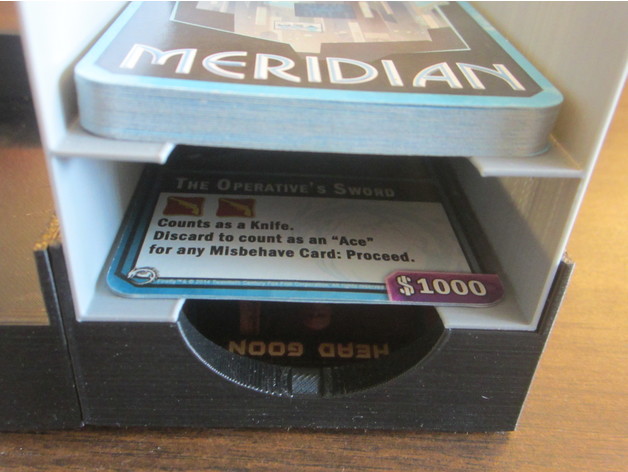 MERIDIAN
THE OPERATIVE'S SWORD
Counts as a Knife.
Discard to count as an "Ace"
for any Misbehave Card: Proceed.
$1000
HEAD GOON